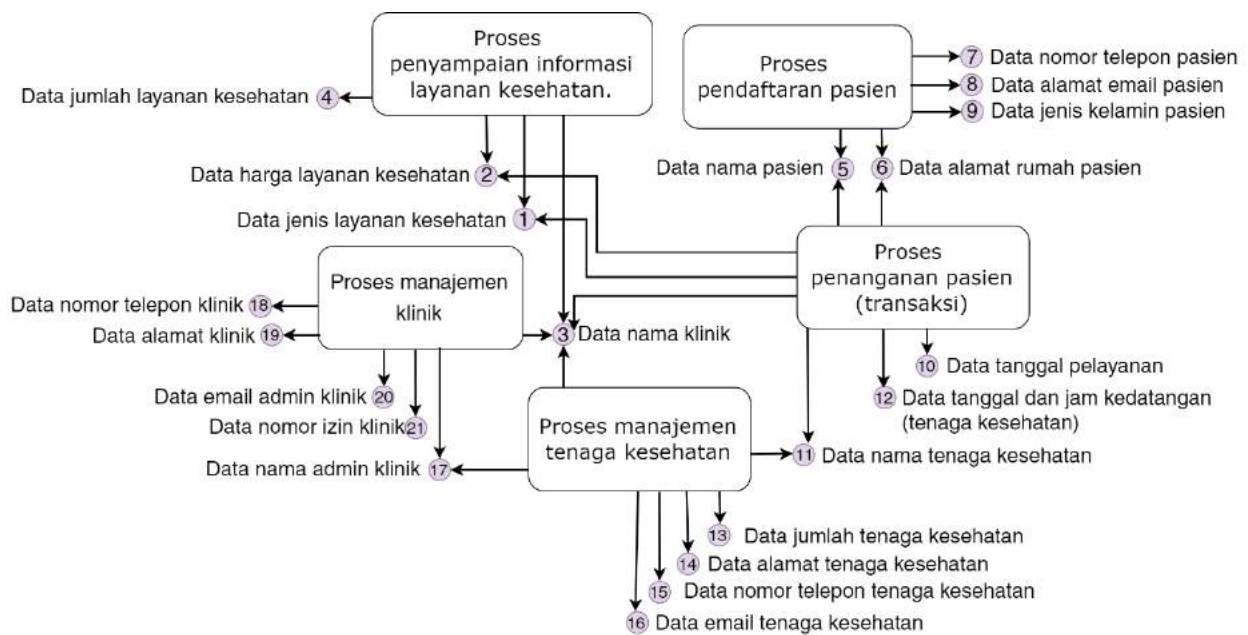 Proses
penyampaian informasi
layanan kesehatan.
Proses
pendaftaran pasien
7 Data nomor telepon pasien
8 Data alamat email pasien
9 Data jenis kelamin pasien
Data jumlah layanan kesehatan 4
Data nama pasien 5
6 Data alamat rumah pasien
Data harga layanan kesehatan 2
Data jenis layanan kesehatan 1
Proses
penanganan pasien
(transaksi)
Proses manajemen
klinik
Data nomor telepon klinik 18
Data alamat klinik 19
3 Data nama klinik
10 Data tanggal pelayanan
12 Data tanggal dan jam kedatangan
(tenaga kesehatan)
Data email admin klinik 20
Data nomor izin klinik 21
Data nama admin klinik 17
Proses manajemen
tenaga kesehatan
11 Data nama tenaga kesehatan
13 Data jumlah tenaga kesehatan
14 Data alamat tenaga kesehatan
15 Data nomor telepon tenaga kesehatan
16 Data email tenaga kesehatan